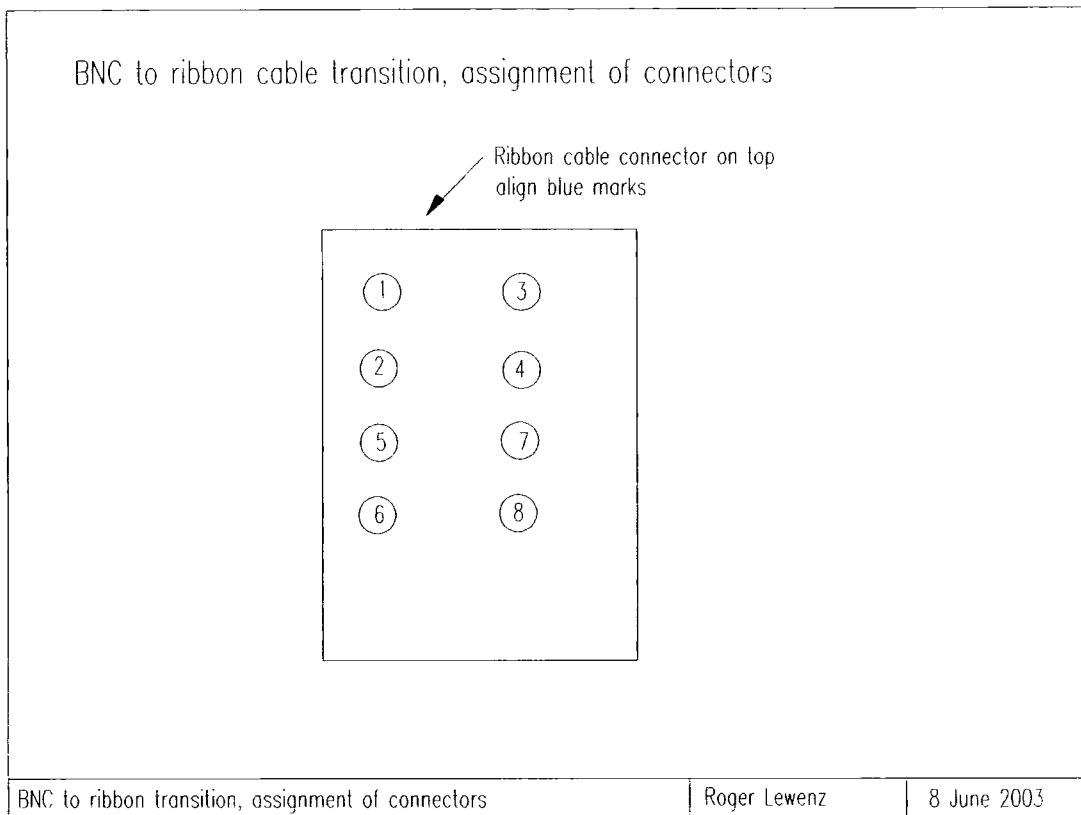 BNC to ribbon cable transition, assignment of connectors
Ribbon cable connector on top
align blue marks
1 3
2 4
5 7
6 8
BNC to ribbon transition, assignment of connectors Roger Lewenz 8 June 2003